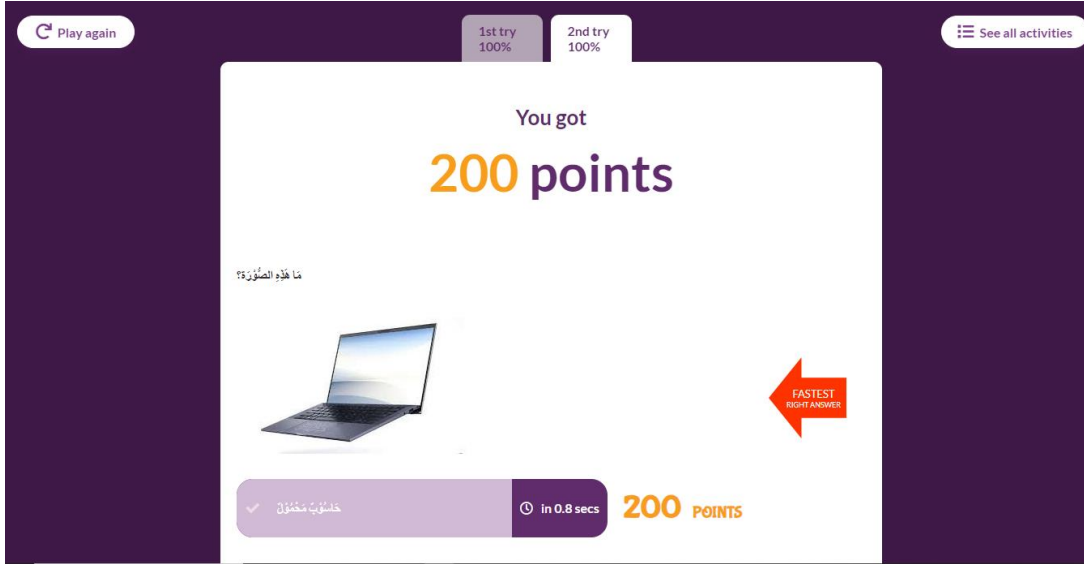 Play again
1st try
100%
2nd try
100%
See all activities
You got
200 points
مَا هَذِهِ الصُّوْرَة؟
FASTEST
RIGHT ANSWER
حَاسُوْبٌ مَحْمُوْلٌ
in 0.8 secs
200 POINTS